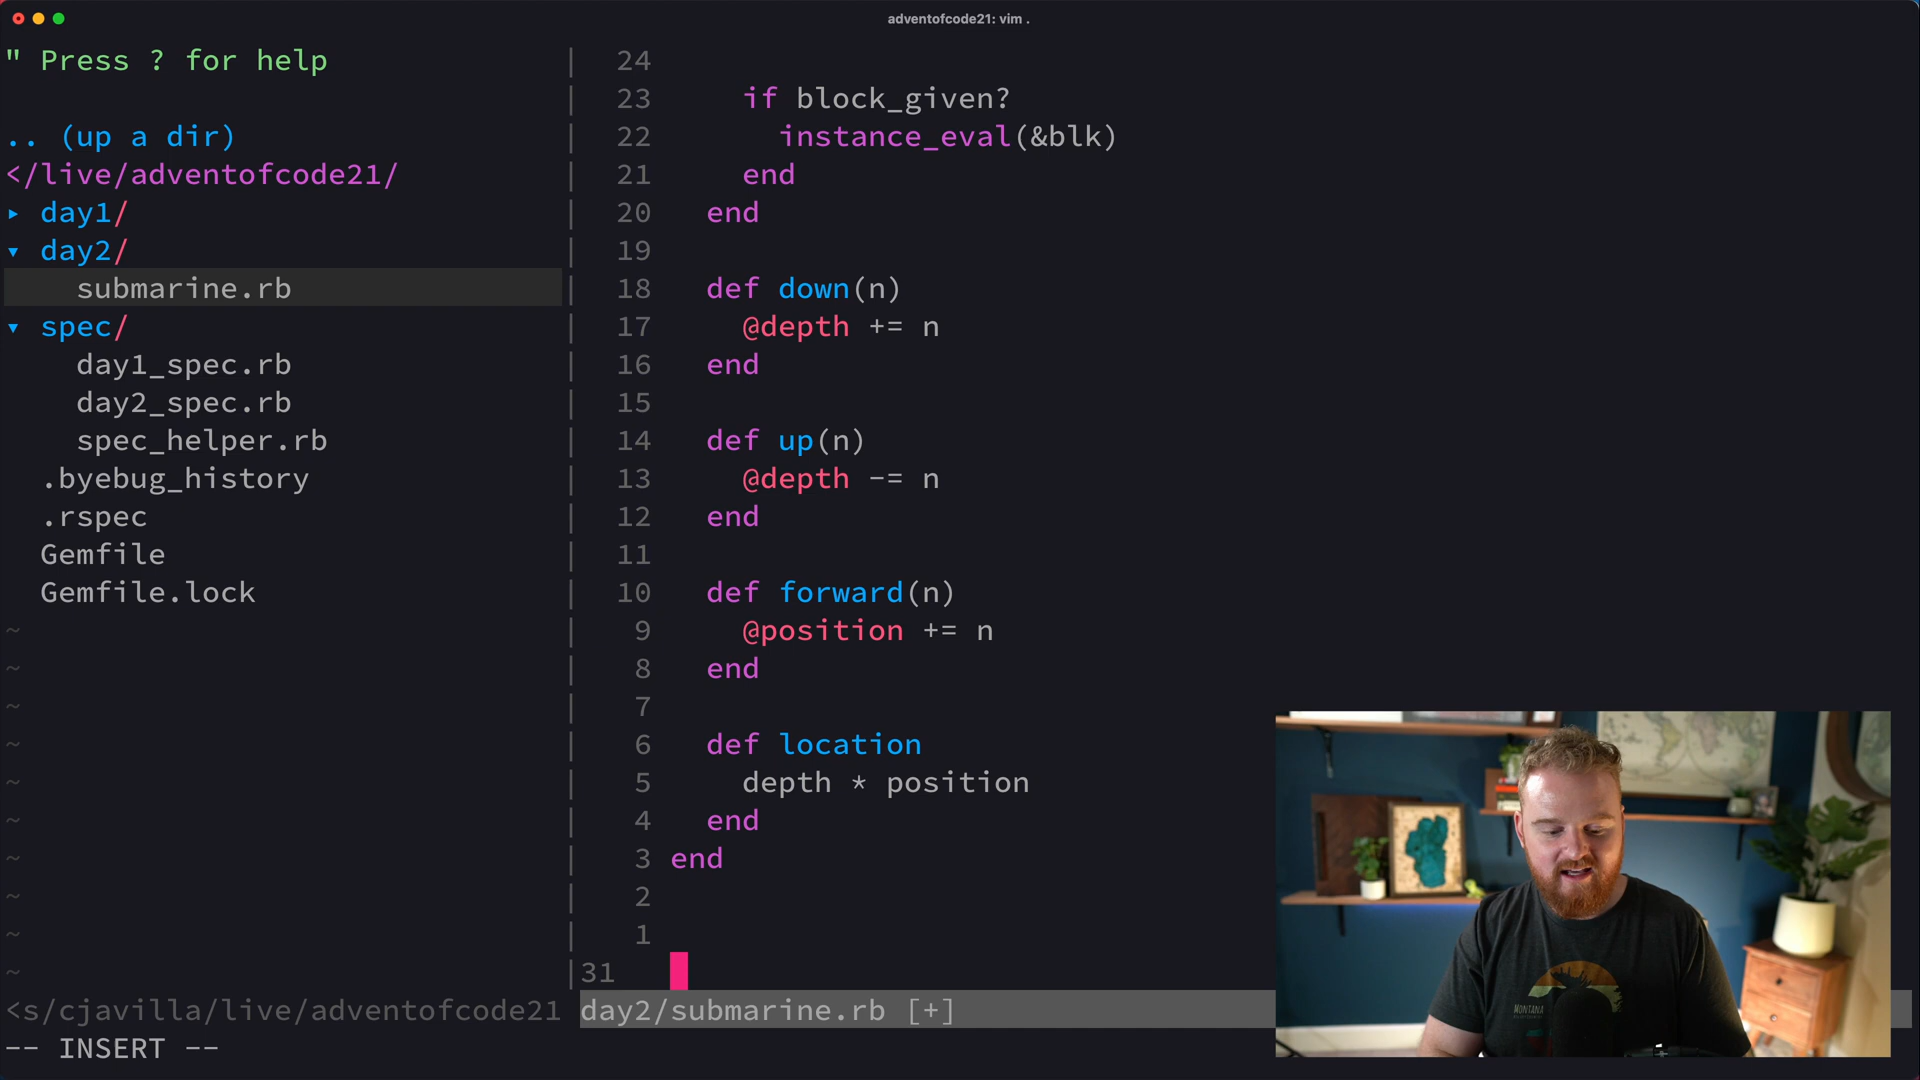 adventofcode21: vim .
" Press ? for help
.. (up a dir)
</live/adventofcode21/
▸ day1/
▾ day2/
submarine.rb
▾ spec/
day1_spec.rb
day2_spec.rb
spec_helper.rb
.byebug_history
.rspec
Gemfile
Gemfile.lock
~
~
~
~
~
~
~
~
~
~
24
23 if block_given?
22 instance_eval(&blk)
21 end
20 end
19
18 def down(n)
17 @depth += n
16 end
15
14 def up(n)
13 @depth -= n
12 end
11
10 def forward(n)
9 @position += n
8 end
7
6 def location
5 depth * position
4 end
3 end
2
1
31
<s/cjavilla/live/adventofcode21 day2/submarine.rb [+]
-- INSERT --
MONTANA